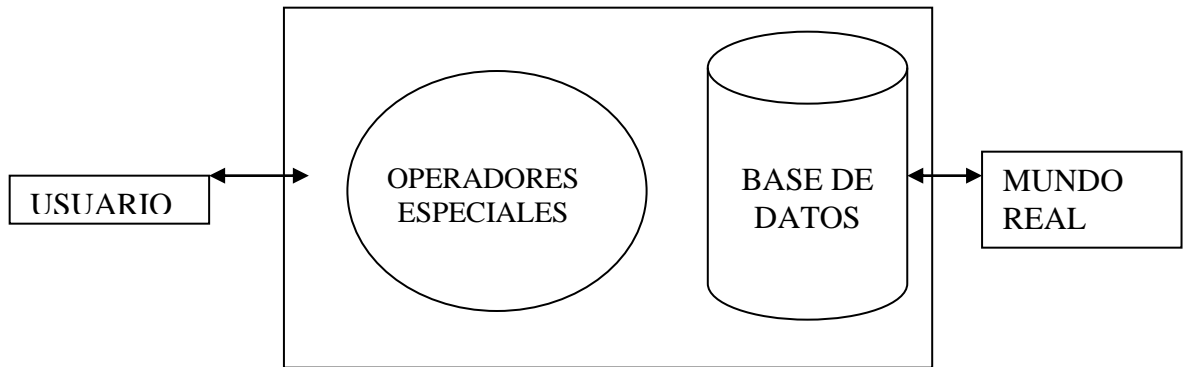 USUARIO
OPERADORES
ESPECIALES
BASE DE
DATOS
MUNDO
REAL